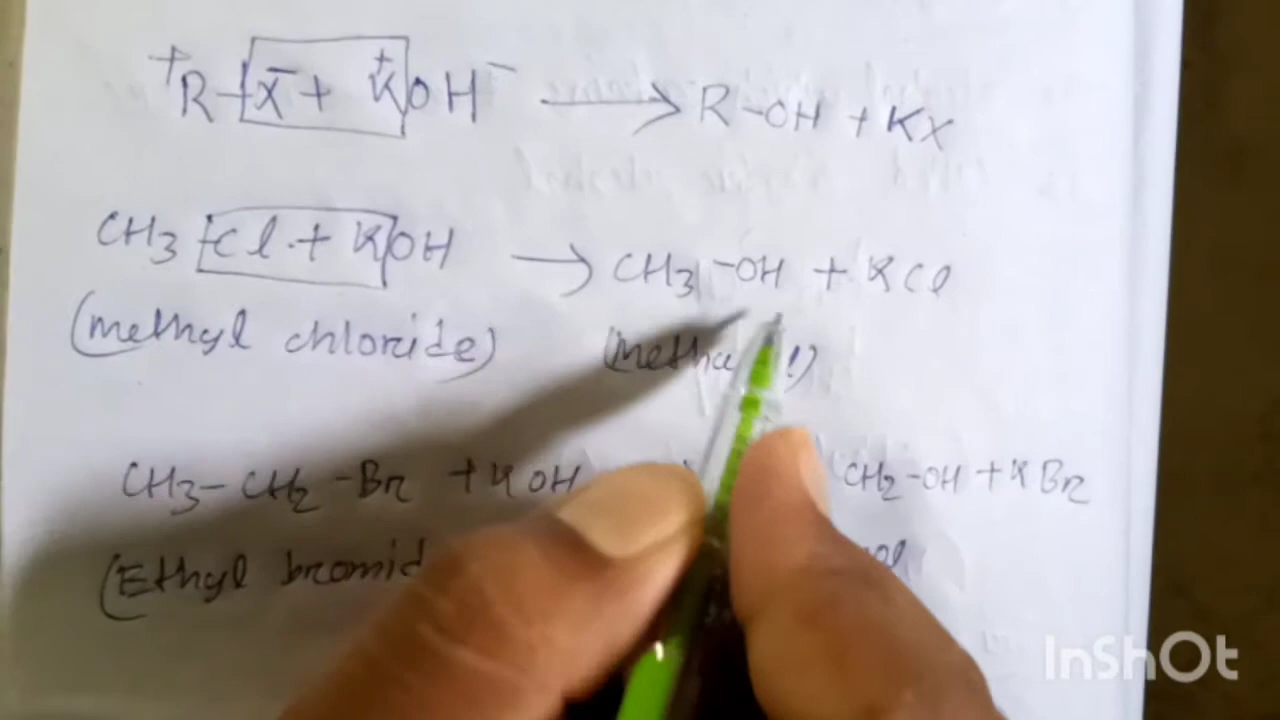 +R-X- + K+OH- → R-OH + KX
CH3-Cl + KOH → CH3-OH + KCl
(methyl chloride)
CH3-CH2-Br + KOH CH2-OH + KBr
(Ethyl
InShOt